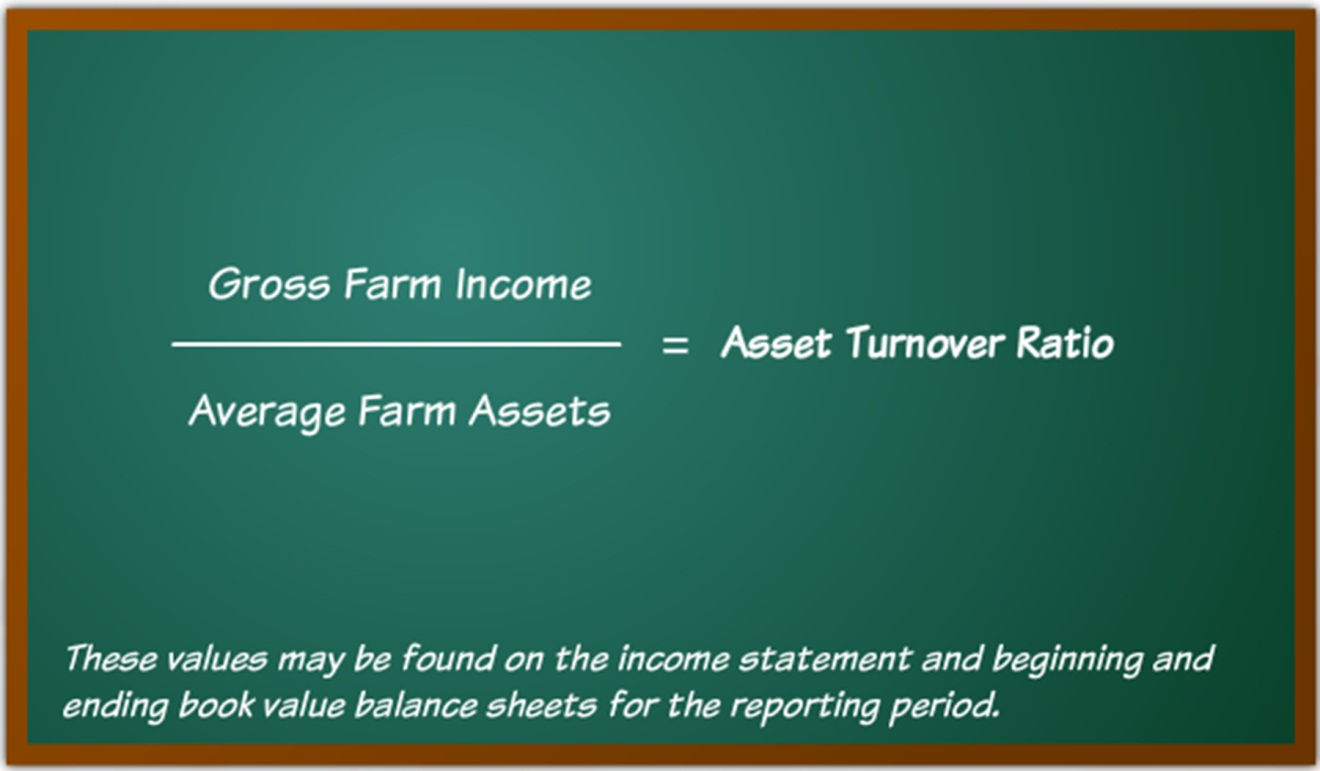 Gross Farm Income
= Asset Turnover Ratio
Average Farm Assets
These values may be found on the income statement and beginning and
ending book value balance sheets for the reporting period.